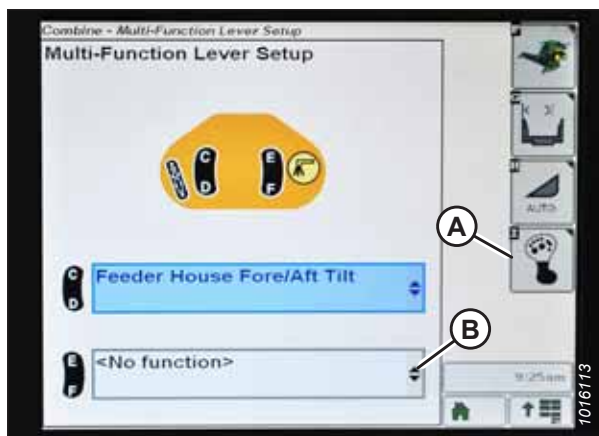 Combine - Multi-Function Lever Setup
Multi-Function Lever Setup
C
D
E
F
AUTO
A
C
D
Feeder House Fore/Aft Tilt
B
E
F
<No function>
9:25am
1016113